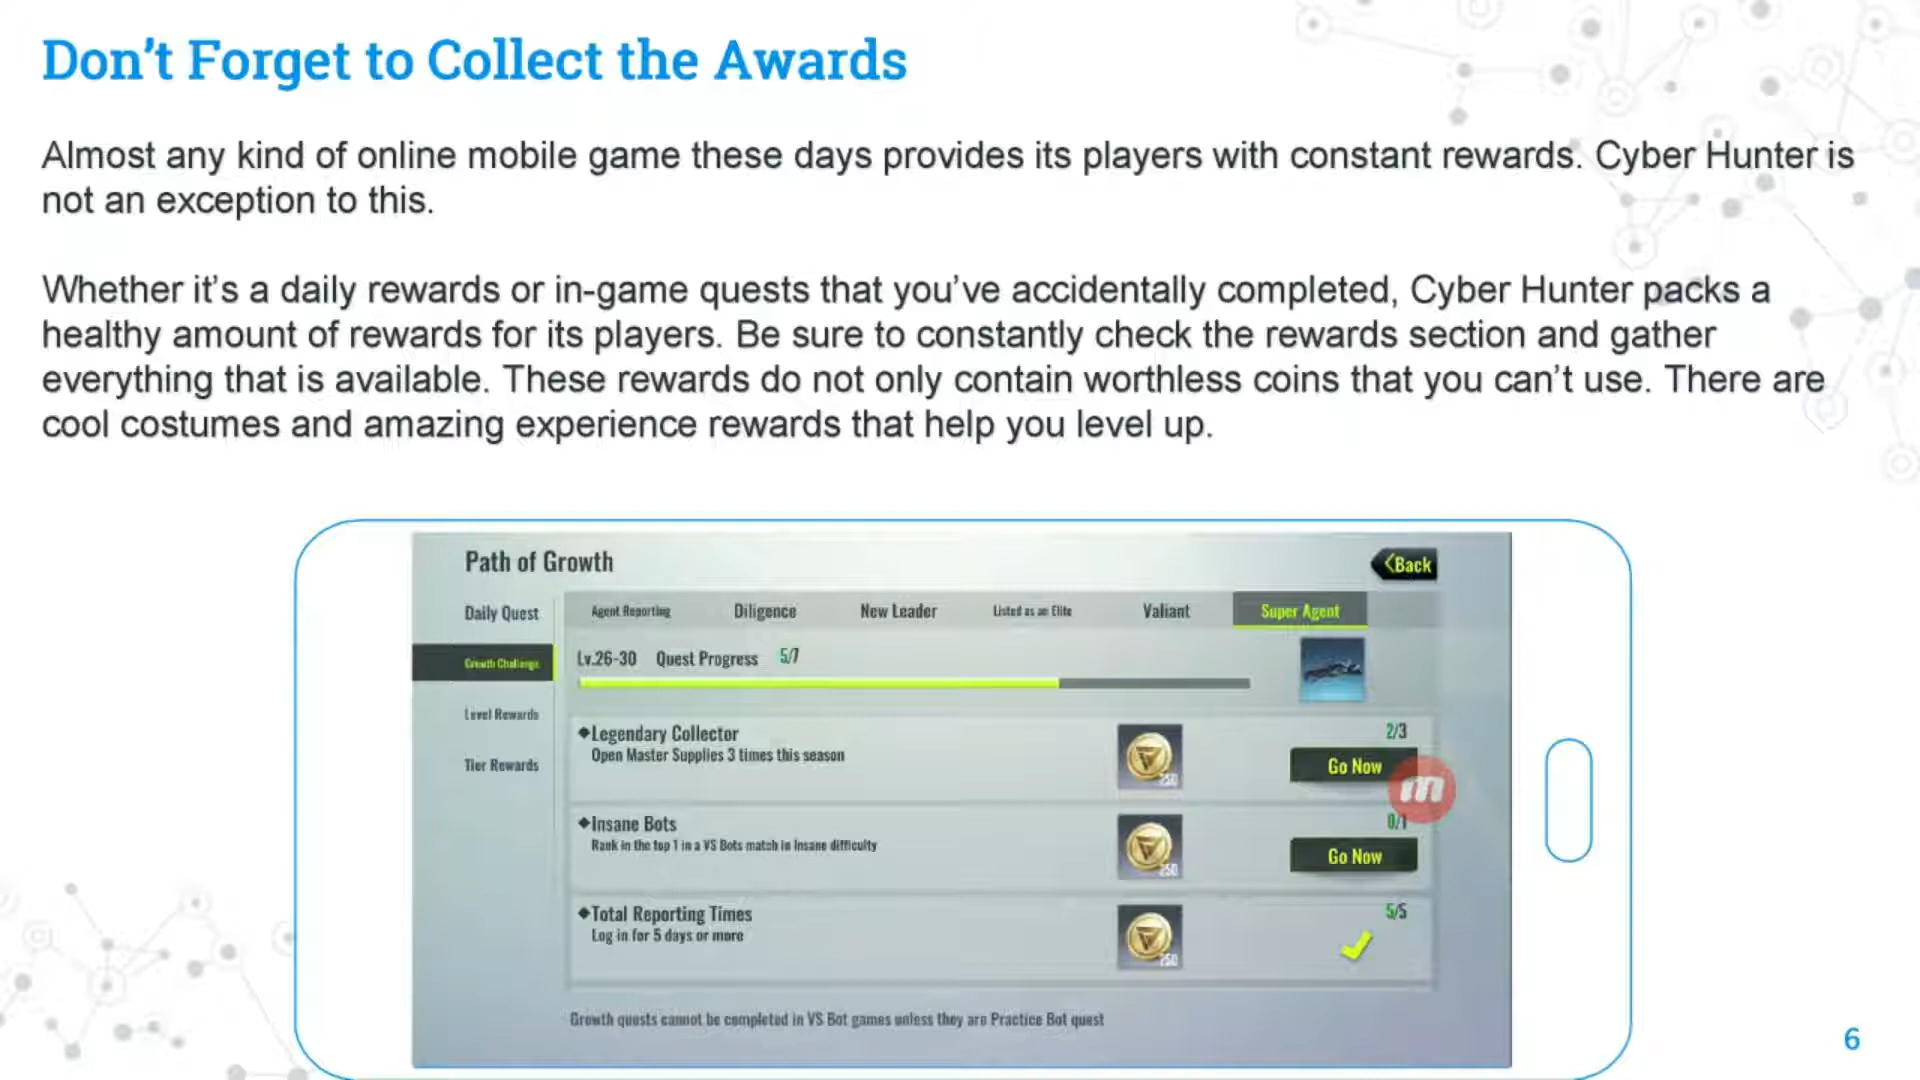 Don't Forget to Collect the Awards
Almost any kind of online mobile game these days provides its players with constant rewards. Cyber Hunter is
not an exception to this.
Whether it's a daily rewards or in-game quests that you've accidentally completed, Cyber Hunter packs a
healthy amount of rewards for its players. Be sure to constantly check the rewards section and gather
everything that is available. These rewards do not only contain worthless coins that you can't use. There are
cool costumes and amazing experience rewards that help you level up.
Path of Growth
<Back
Daily Quest
Growth Challenge
Level Rewards
Tier Rewards
Agent Reporting Diligence New Leader Listed as an Elite Valiant Super Agent
Lv.26-30 Quest Progress 5/7
◆Legendary Collector
Open Master Supplies 3 times this season
250
2/3
Go Now
◆Insane Bots
Rank in the top 1 in a VS Bots match in Insane difficulty
250
0/1
Go Now
◆Total Reporting Times
Log in for 5 days or more
250
5/5
Growth quests cannot be completed in VS Bot games unless they are Practice Bot quest
6